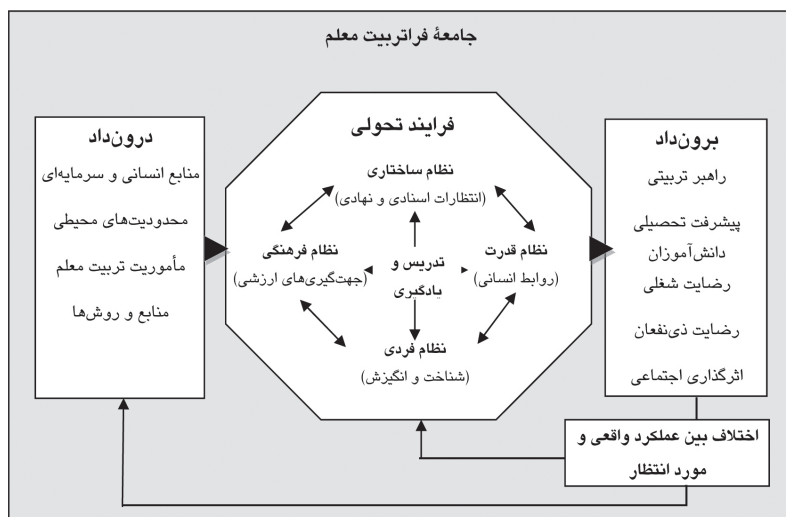 جامعهٔ فراتربیت معلم
درون‌داد
منابع انسانی و سرمایه‌ای
محدودیت‌های محیطی
مأموریت تربیت معلم
منابع و روش‌ها
فرایند تحولی
نظام ساختاری
(انتظارات اسنادی و نهادی)
نظام فرهنگی
(جهت‌گیری‌های ارزشی)
تدریس و
یادگیری
نظام قدرت
(روابط انسانی)
نظام فردی
(شناخت و انگیزش)
برون‌داد
راهبر تربیتی
پیشرفت تحصیلی
دانش‌آموزان
رضایت شغلی
رضایت ذی‌نفعان
اثرگذاری اجتماعی
اختلاف بین عملکرد واقعی و
مورد انتظار